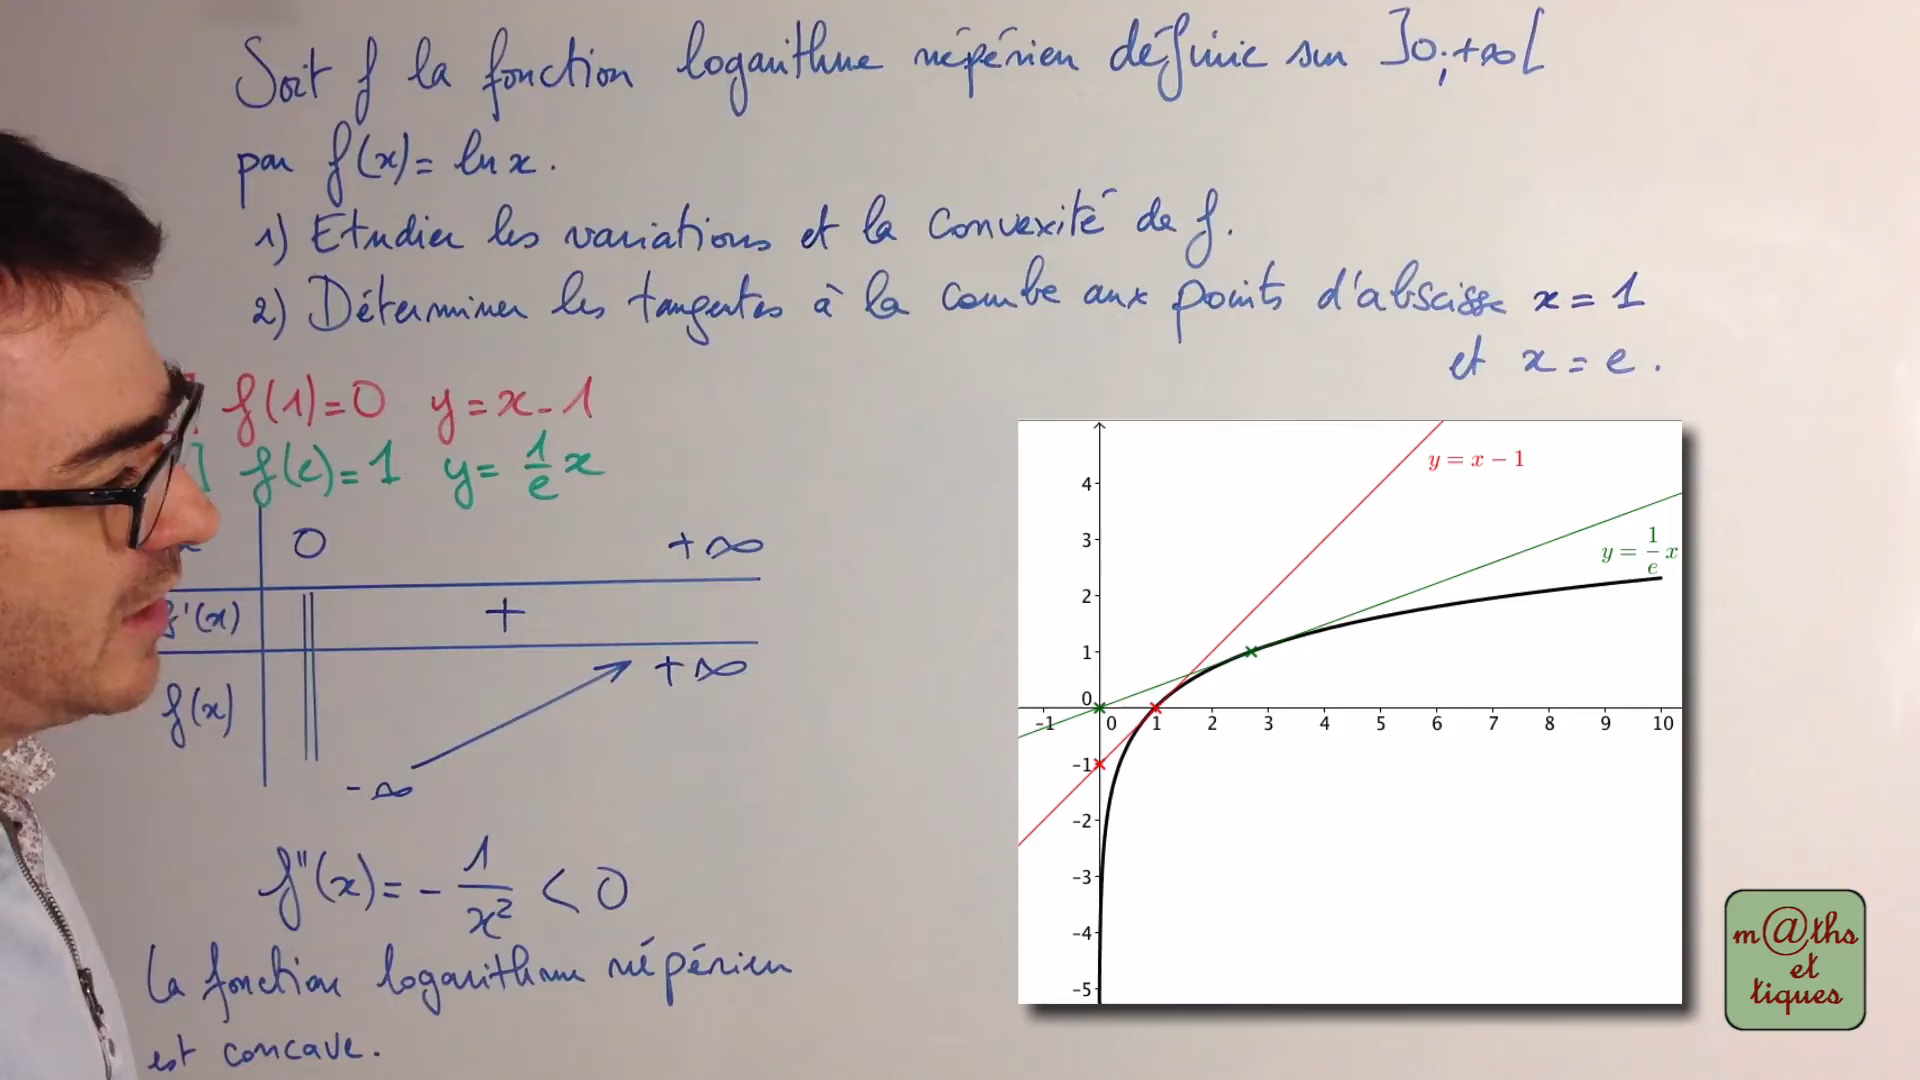 Soit f la fonction logarithme népérien définie sur ]0;+∞[
par f(x) = ln x.
1) Etudier les variations et la convexité de f.
2) Déterminer les tangentes à la courbe aux points d'abscisse x = 1
et x = e.
f(1)=0 y=x-1
] f(e)=1 y= 1/e x
0 +∞
f'(x) +
f(x) -∞ +∞
f''(x) = - 1/x² < 0
La fonction logarithme népérien
est concave.
y = x − 1
y = 1/e x
4
3
2
1
0
-1 0 1 2 3 4 5 6 7 8 9 10
-1
-2
-3
-4
-5
m@ths
et
tiques